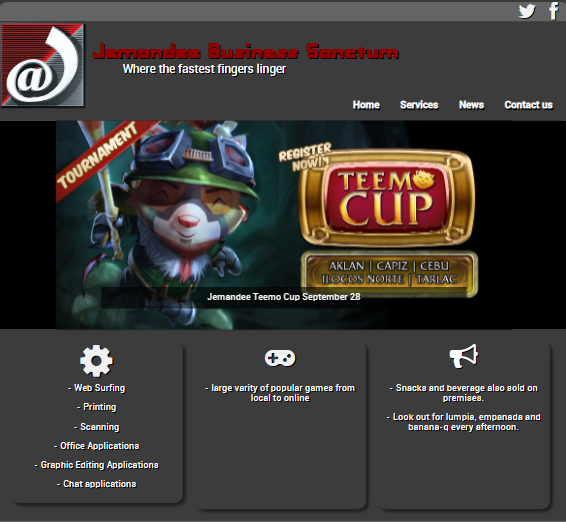 Jemandee Business Sanctum
Where the fastest fingers linger
Home Services News Contact us
TOURNAMENT
REGISTER
NOW!
TEEMO
CUP
AKLAN | CAPIZ | CEBU
ILOCOS NORTE | TARLAC
Jemandee Teemo Cup September 28
- Web Surfing
- Printing
- Scanning
- Office Applications
- Graphic Editing Applications
- Chat applications
- large varity of popular games from
local to online
- Snacks and beverage also sold on
premises.
- Look out for lumpia, empanada and
banana-q every afternoon.